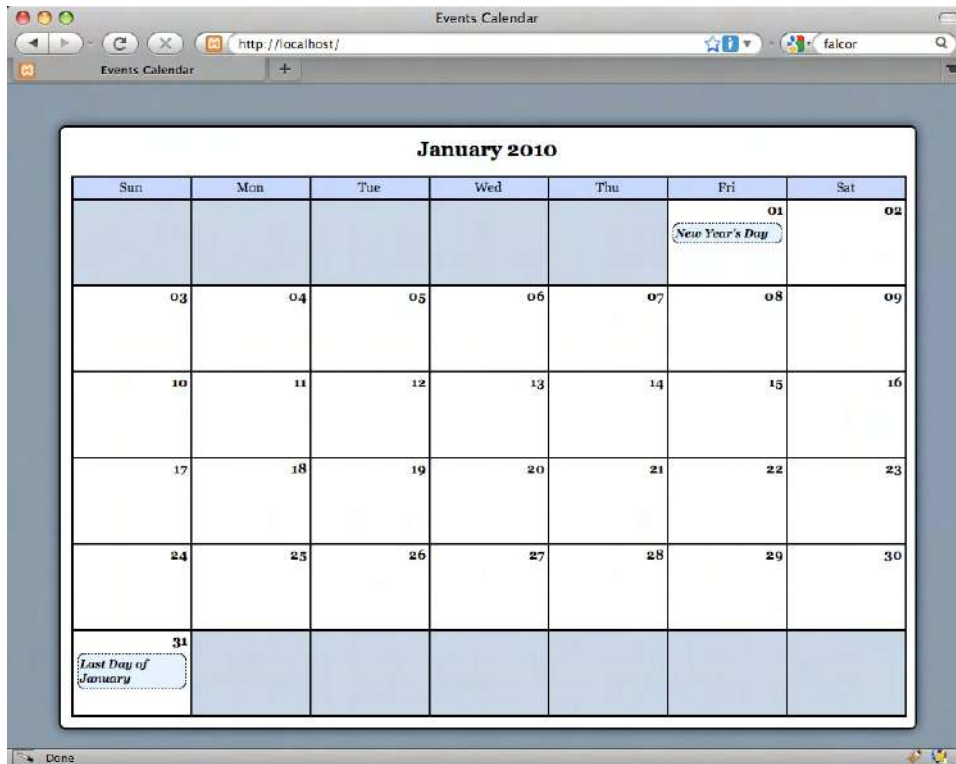 Events Calendar
http://localhost/
falcor
Events Calendar
+
January 2010
Sun Mon Tue Wed Thu Fri Sat
01 02
New Year's Day
03 04 05 06 07 08 09
10 11 12 13 14 15 16
17 18 19 20 21 22 23
24 25 26 27 28 29 30
31
Last Day of
January
Done